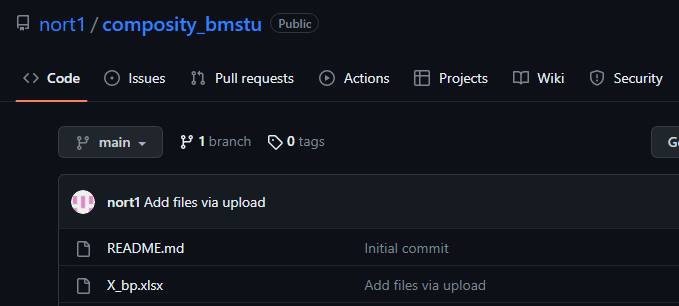 nort1 / composity_bmstu Public
Code Issues Pull requests Actions Projects Wiki Security
main 1 branch 0 tags
nort1 Add files via upload
README.md Initial commit
X_bp.xlsx Add files via upload